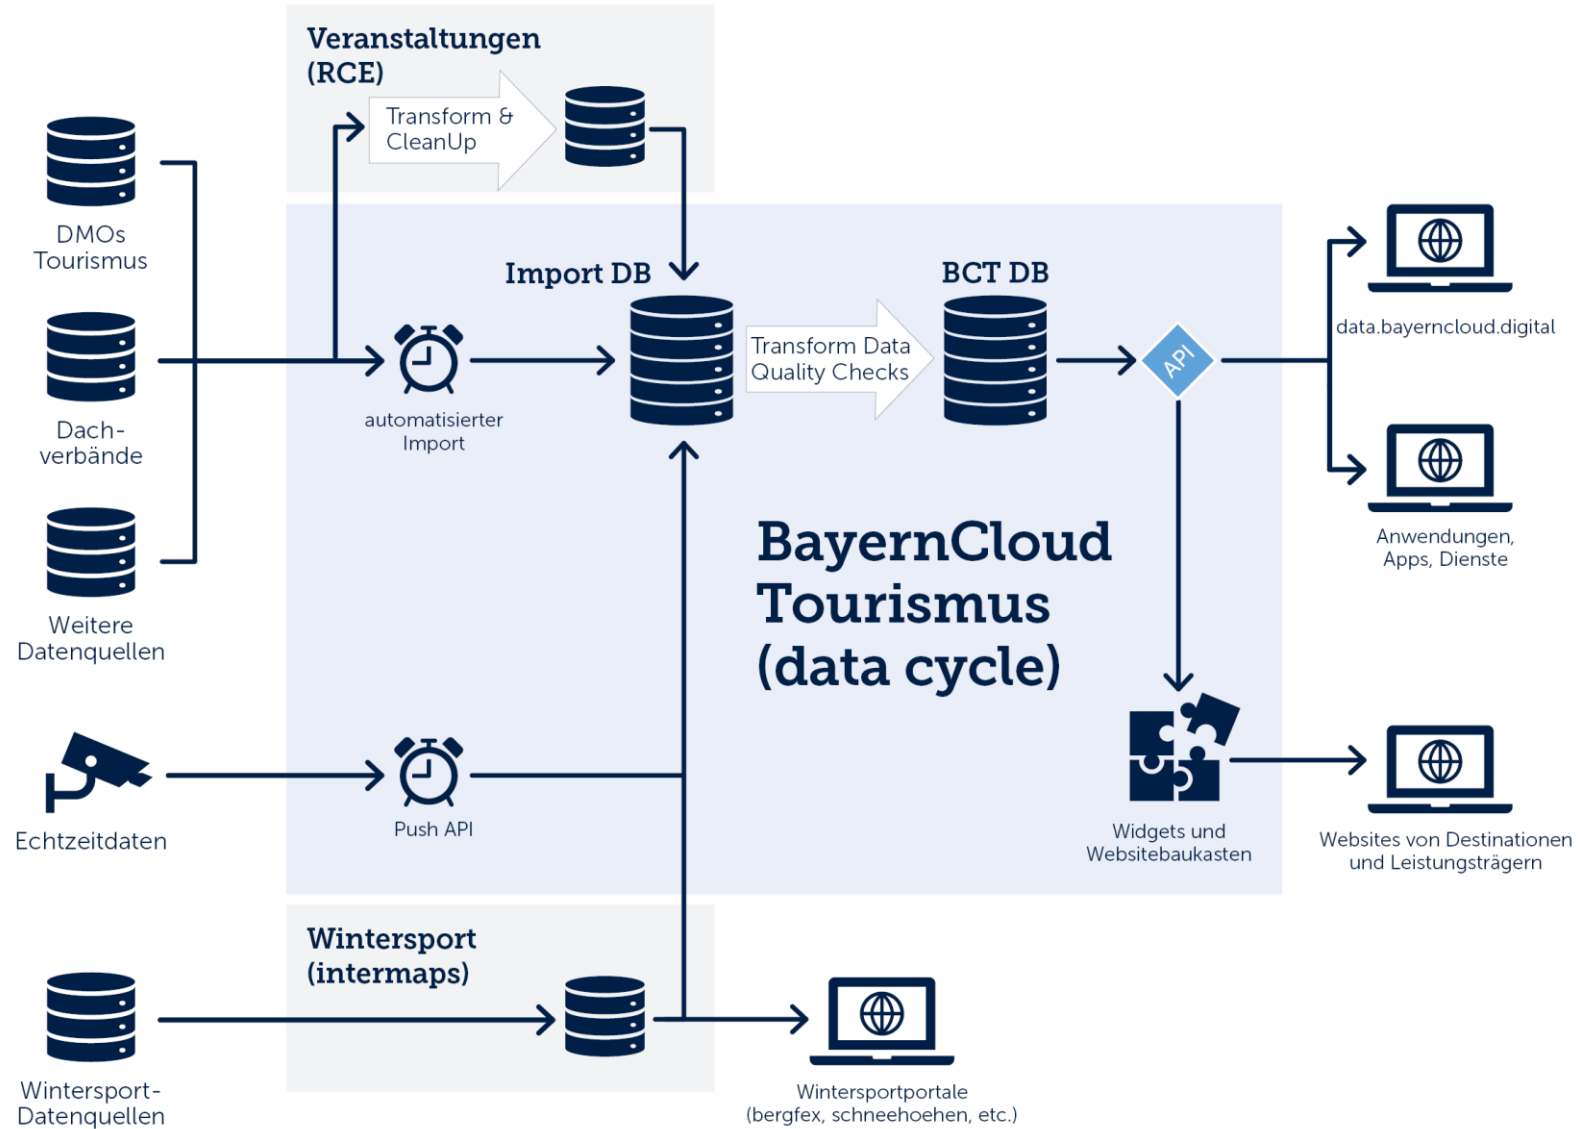 Veranstaltungen
(RCE)
Transform &
CleanUp
DMOs
Tourismus
Import DB
BCT DB
data.bayerncloud.digital
Transform Data
Quality Checks
API
automatisierter
Import
Dach-
verbände
Anwendungen,
Apps, Dienste
BayernCloud
Tourismus
(data cycle)
Weitere
Datenquellen
Echtzeitdaten
Push API
Widgets und
Websitebaukasten
Websites von Destinationen
und Leistungsträgern
Wintersport
(intermaps)
Wintersport-
Datenquellen
Wintersportportale
(bergfex, schneehoehen, etc.)